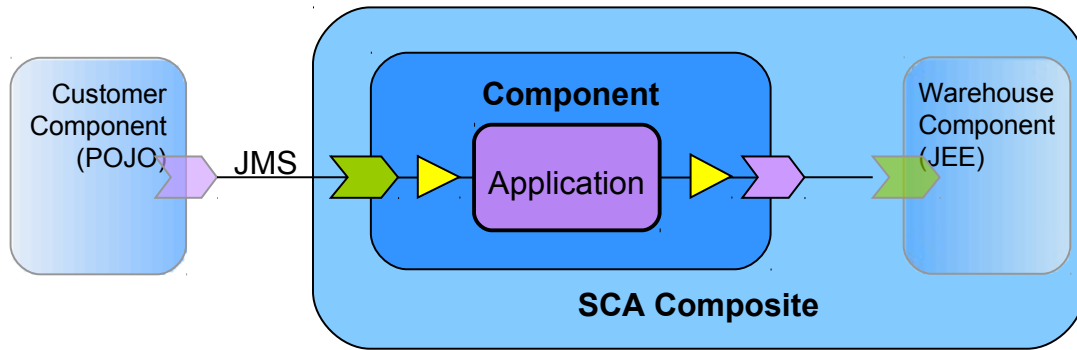 Customer
Component
(POJO)
JMS
Component
Application
Warehouse
Component
(JEE)
SCA Composite